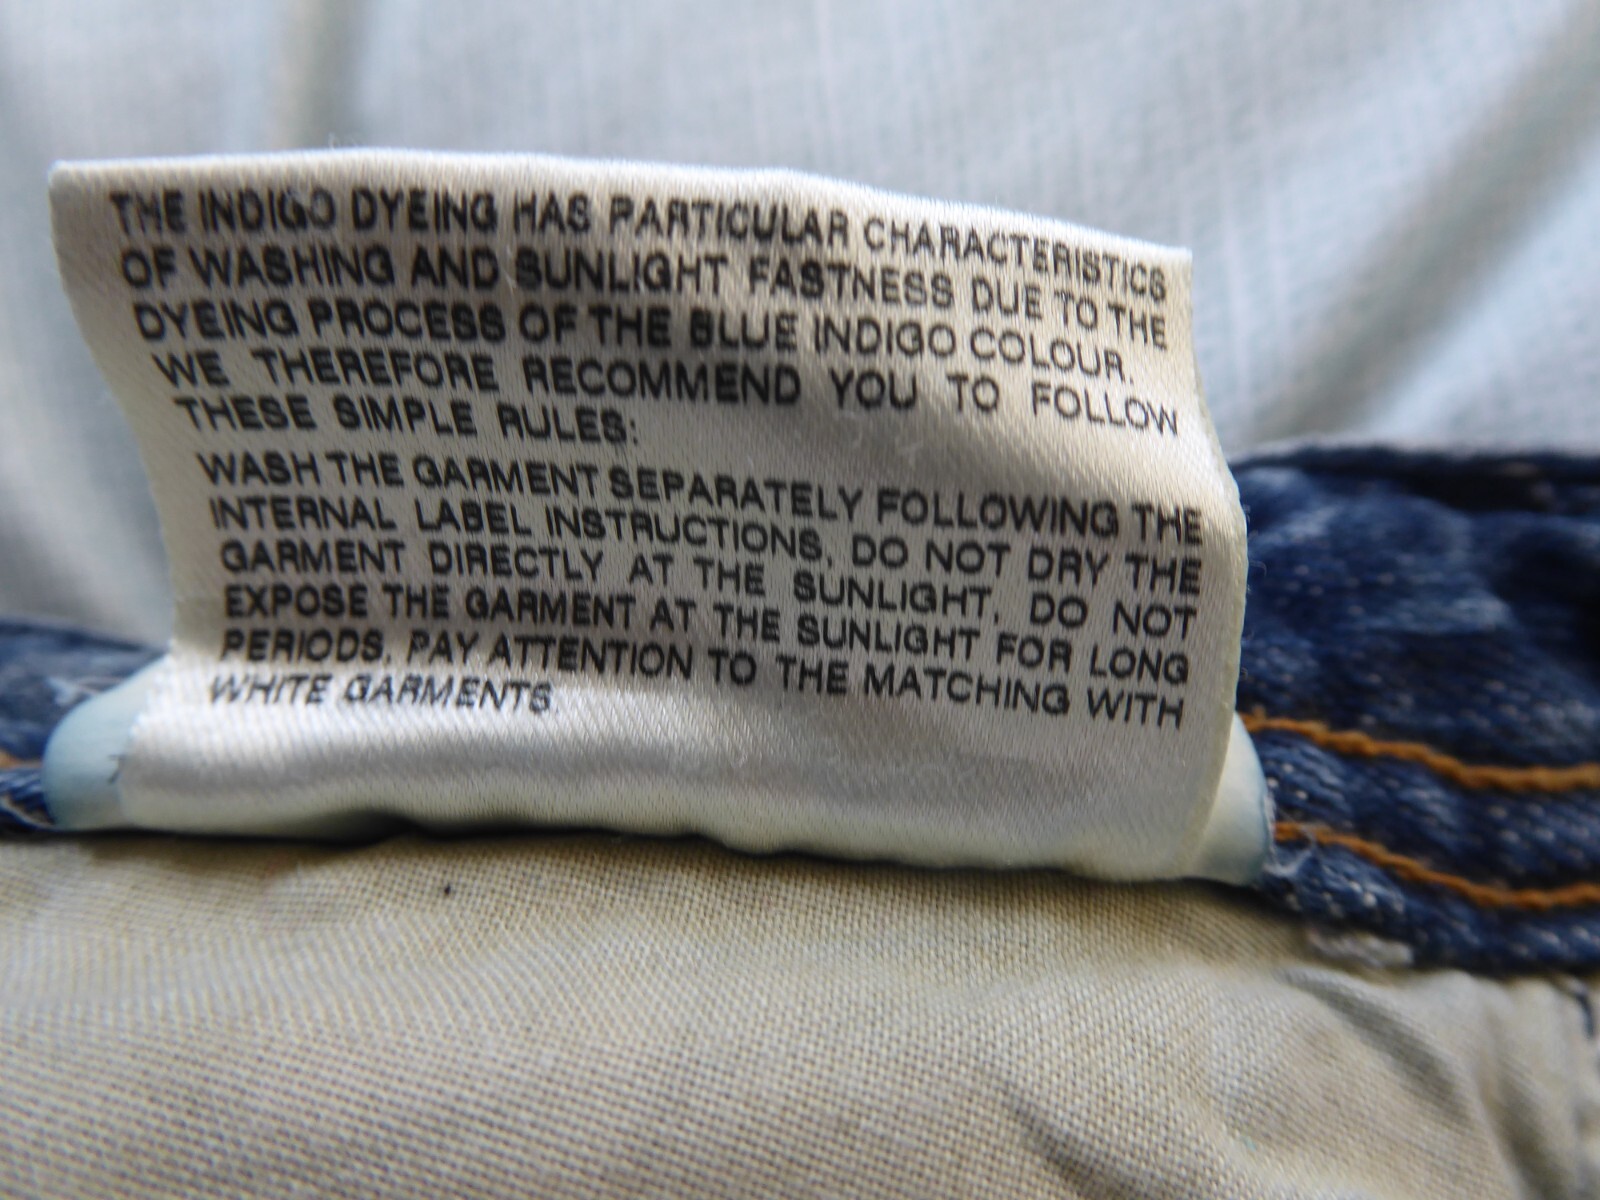 THE INDIGO DYEING HAS PARTICULAR CHARACTERISTICS
OF WASHING AND SUNLIGHT FASTNESS DUE TO THE
DYEING PROCESS OF THE BLUE INDIGO COLOUR.
WE THEREFORE RECOMMEND YOU TO FOLLOW
THESE SIMPLE RULES:
WASH THE GARMENT SEPARATELY FOLLOWING THE
INTERNAL LABEL INSTRUCTIONS, DO NOT DRY THE
GARMENT DIRECTLY AT THE SUNLIGHT, DO NOT
EXPOSE THE GARMENT AT THE SUNLIGHT FOR LONG
PERIODS, PAY ATTENTION TO THE MATCHING WITH
WHITE GARMENTS.